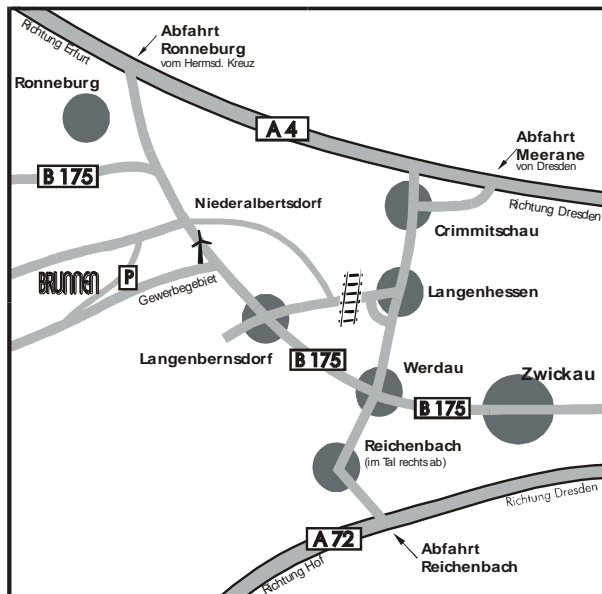 Richtung Erfurt
Abfahrt
Ronneburg
vom Hermsd. Kreuz
Ronneburg
A 4
Abfahrt
Meerane
von Dresden
B 175
Richtung Dresden
Niederalbertsdorf
Crimmitschau
BRUNNEN
P
Gewerbegebiet
Langenhessen
Langenbernsdorf
B 175
Werdau
Zwickau
B 175
Reichenbach
(im Tal rechts ab)
Richtung Dresden
A 72
Abfahrt
Reichenbach
Richtung Hof